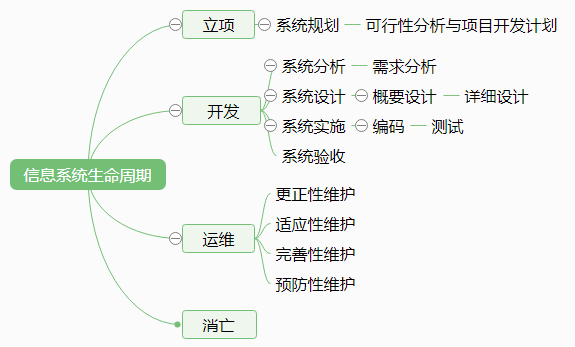 立项
系统规划
可行性分析与项目开发计划
开发
系统分析
需求分析
系统设计
概要设计
详细设计
系统实施
编码
测试
系统验收
信息系统生命周期
运维
更正性维护
适应性维护
完善性维护
预防性维护
消亡